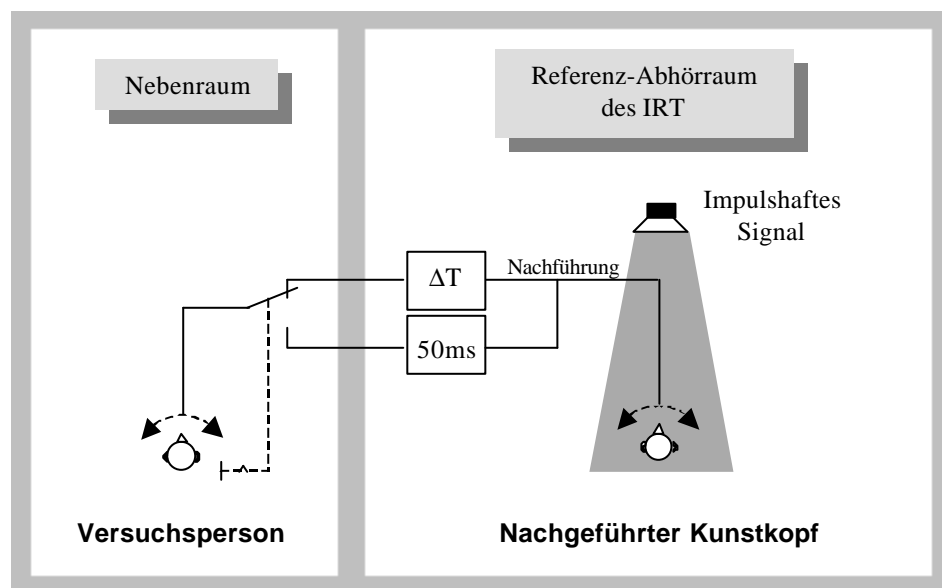 Nebenraum
Referenz-Abhörraum
des IRT
Impulshaftes
Signal
ΔT
Nachführung
50ms
Versuchsperson
Nachgeführter Kunstkopf